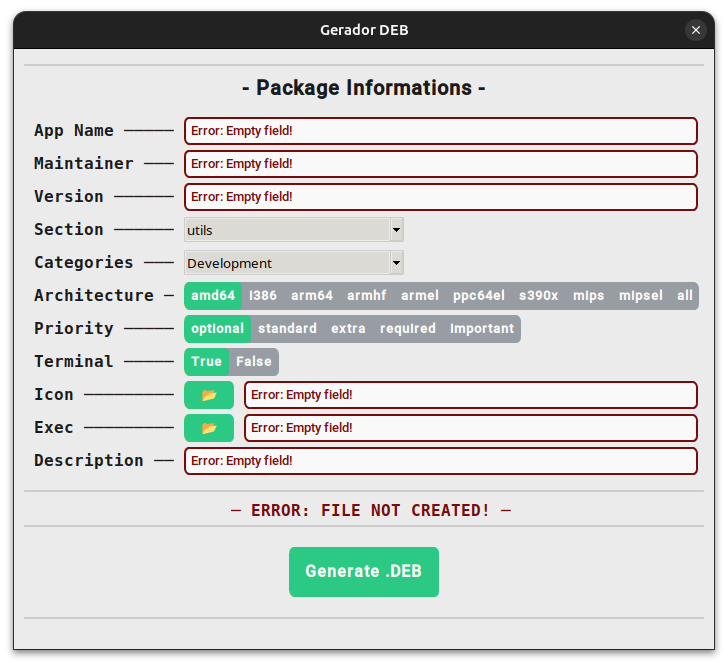 Gerador DEB
- Package Informations -
App Name ───── Error: Empty field!
Maintainer ─── Error: Empty field!
Version ────── Error: Empty field!
Section ────── utils
Categories ─── Development
Architecture ─ amd64 i386 arm64 armhf armel ppc64el s390x mips mipsel all
Priority ───── optional standard extra required important
Terminal ───── True False
Icon ───────── Error: Empty field!
Exec ───────── Error: Empty field!
Description ── Error: Empty field!
─ ERROR: FILE NOT CREATED! ─
Generate .DEB